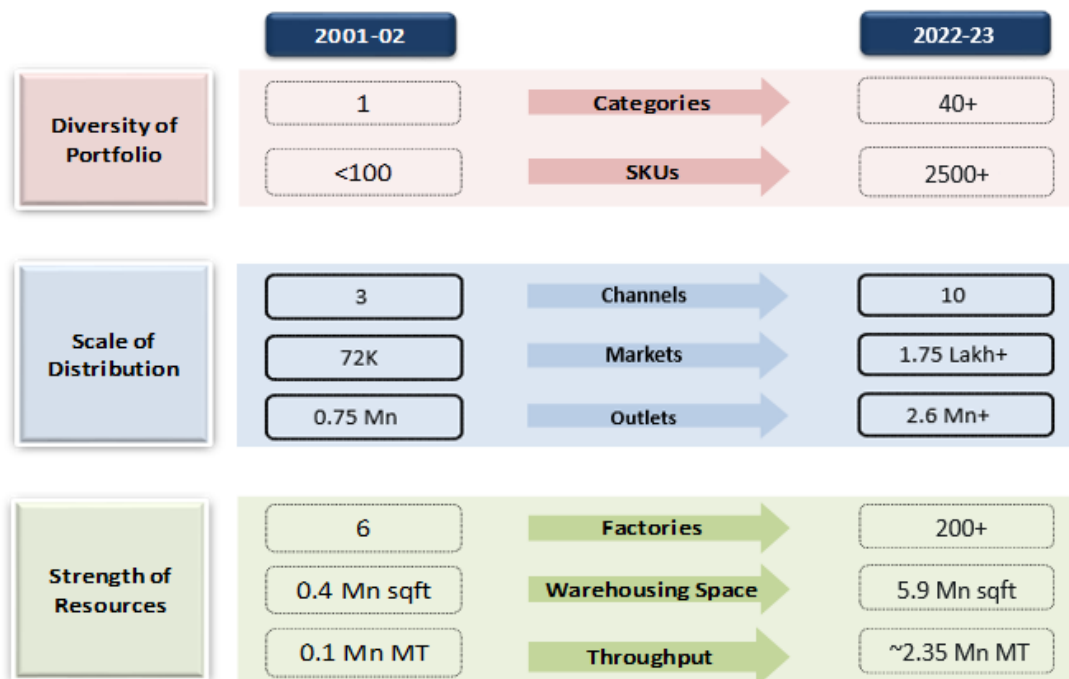 2001-02
2022-23
Diversity of
Portfolio
1
Categories
40+
<100
SKUs
2500+
Scale of
Distribution
3
Channels
10
72K
Markets
1.75 Lakh+
0.75 Mn
Outlets
2.6 Mn+
Strength of
Resources
6
Factories
200+
0.4 Mn sqft
Warehousing Space
5.9 Mn sqft
0.1 Mn MT
Throughput
~2.35 Mn MT